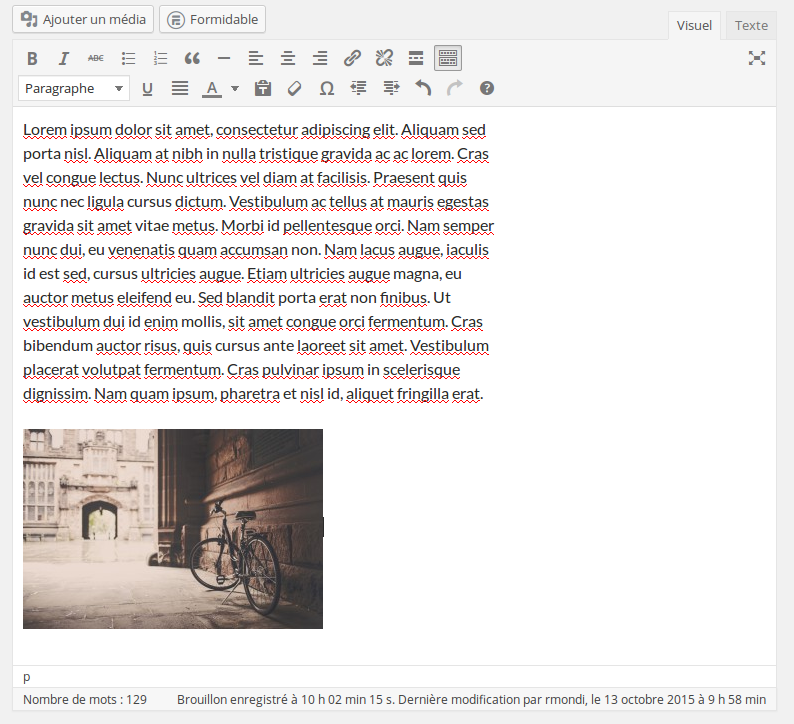 Ajouter un média Formidable
Visuel Texte
B I ABC
Paragraphe U A Ω ?
Lorem ipsum dolor sit amet, consectetur adipiscing elit. Aliquam sed
porta nisl. Aliquam at nibh in nulla tristique gravida ac ac lorem. Cras
vel congue lectus. Nunc ultrices vel diam at facilisis. Praesent quis
nunc nec ligula cursus dictum. Vestibulum ac tellus at mauris egestas
gravida sit amet vitae metus. Morbi id pellentesque orci. Nam semper
nunc dui, eu venenatis quam accumsan non. Nam lacus augue, iaculis
id est sed, cursus ultricies augue. Etiam ultricies augue magna, eu
auctor metus eleifend eu. Sed blandit porta erat non finibus. Ut
vestibulum dui id enim mollis, sit amet congue orci fermentum. Cras
bibendum auctor risus, quis cursus ante laoreet sit amet. Vestibulum
placerat volutpat fermentum. Cras pulvinar ipsum in scelerisque
dignissim. Nam quam ipsum, pharetra et nisl id, aliquet fringilla erat.
p
Nombre de mots : 129 Brouillon enregistré à 10 h 02 min 15 s. Dernière modification par rmondi, le 13 octobre 2015 à 9 h 58 min